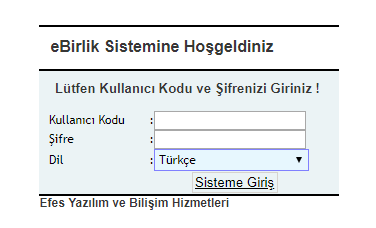 eBirlik Sistemine Hoşgeldiniz
Lütfen Kullanıcı Kodu ve Şifrenizi Giriniz !
Kullanıcı Kodu :
Şifre :
Dil : Türkçe
Sisteme Giriş
Efes Yazılım ve Bilişim Hizmetleri